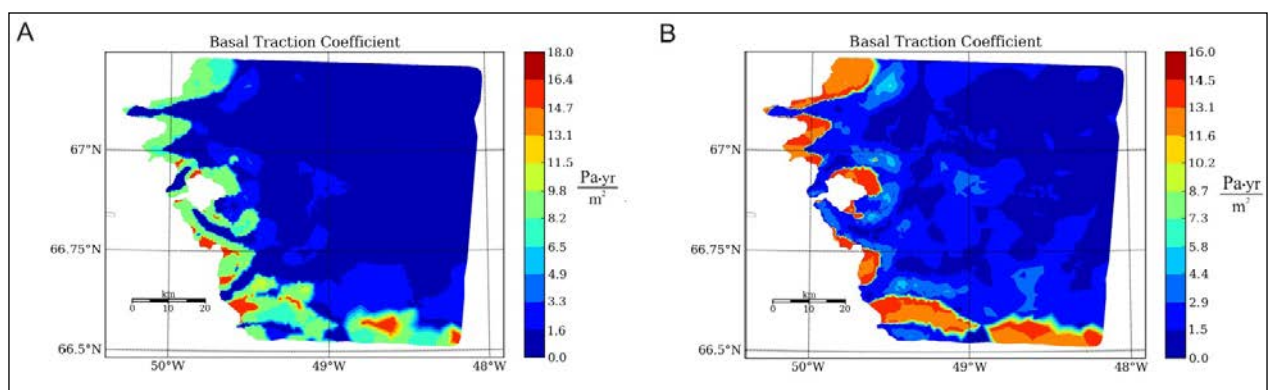 A
Basal Traction Coefficient
67°N
66.75°N
66.5°N
50°W
49°W
48°W
km
0 10 20
18.0
16.4
14.7
13.1
11.5
9.8
8.2
6.5
4.9
3.3
1.6
0.0
Pa·yr
m²
B
Basal Traction Coefficient
67°N
66.75°N
66.5°N
50°W
49°W
48°W
km
0 10 20
16.0
14.5
13.1
11.6
10.2
8.7
7.3
5.8
4.4
2.9
1.5
0.0
Pa·yr
m²